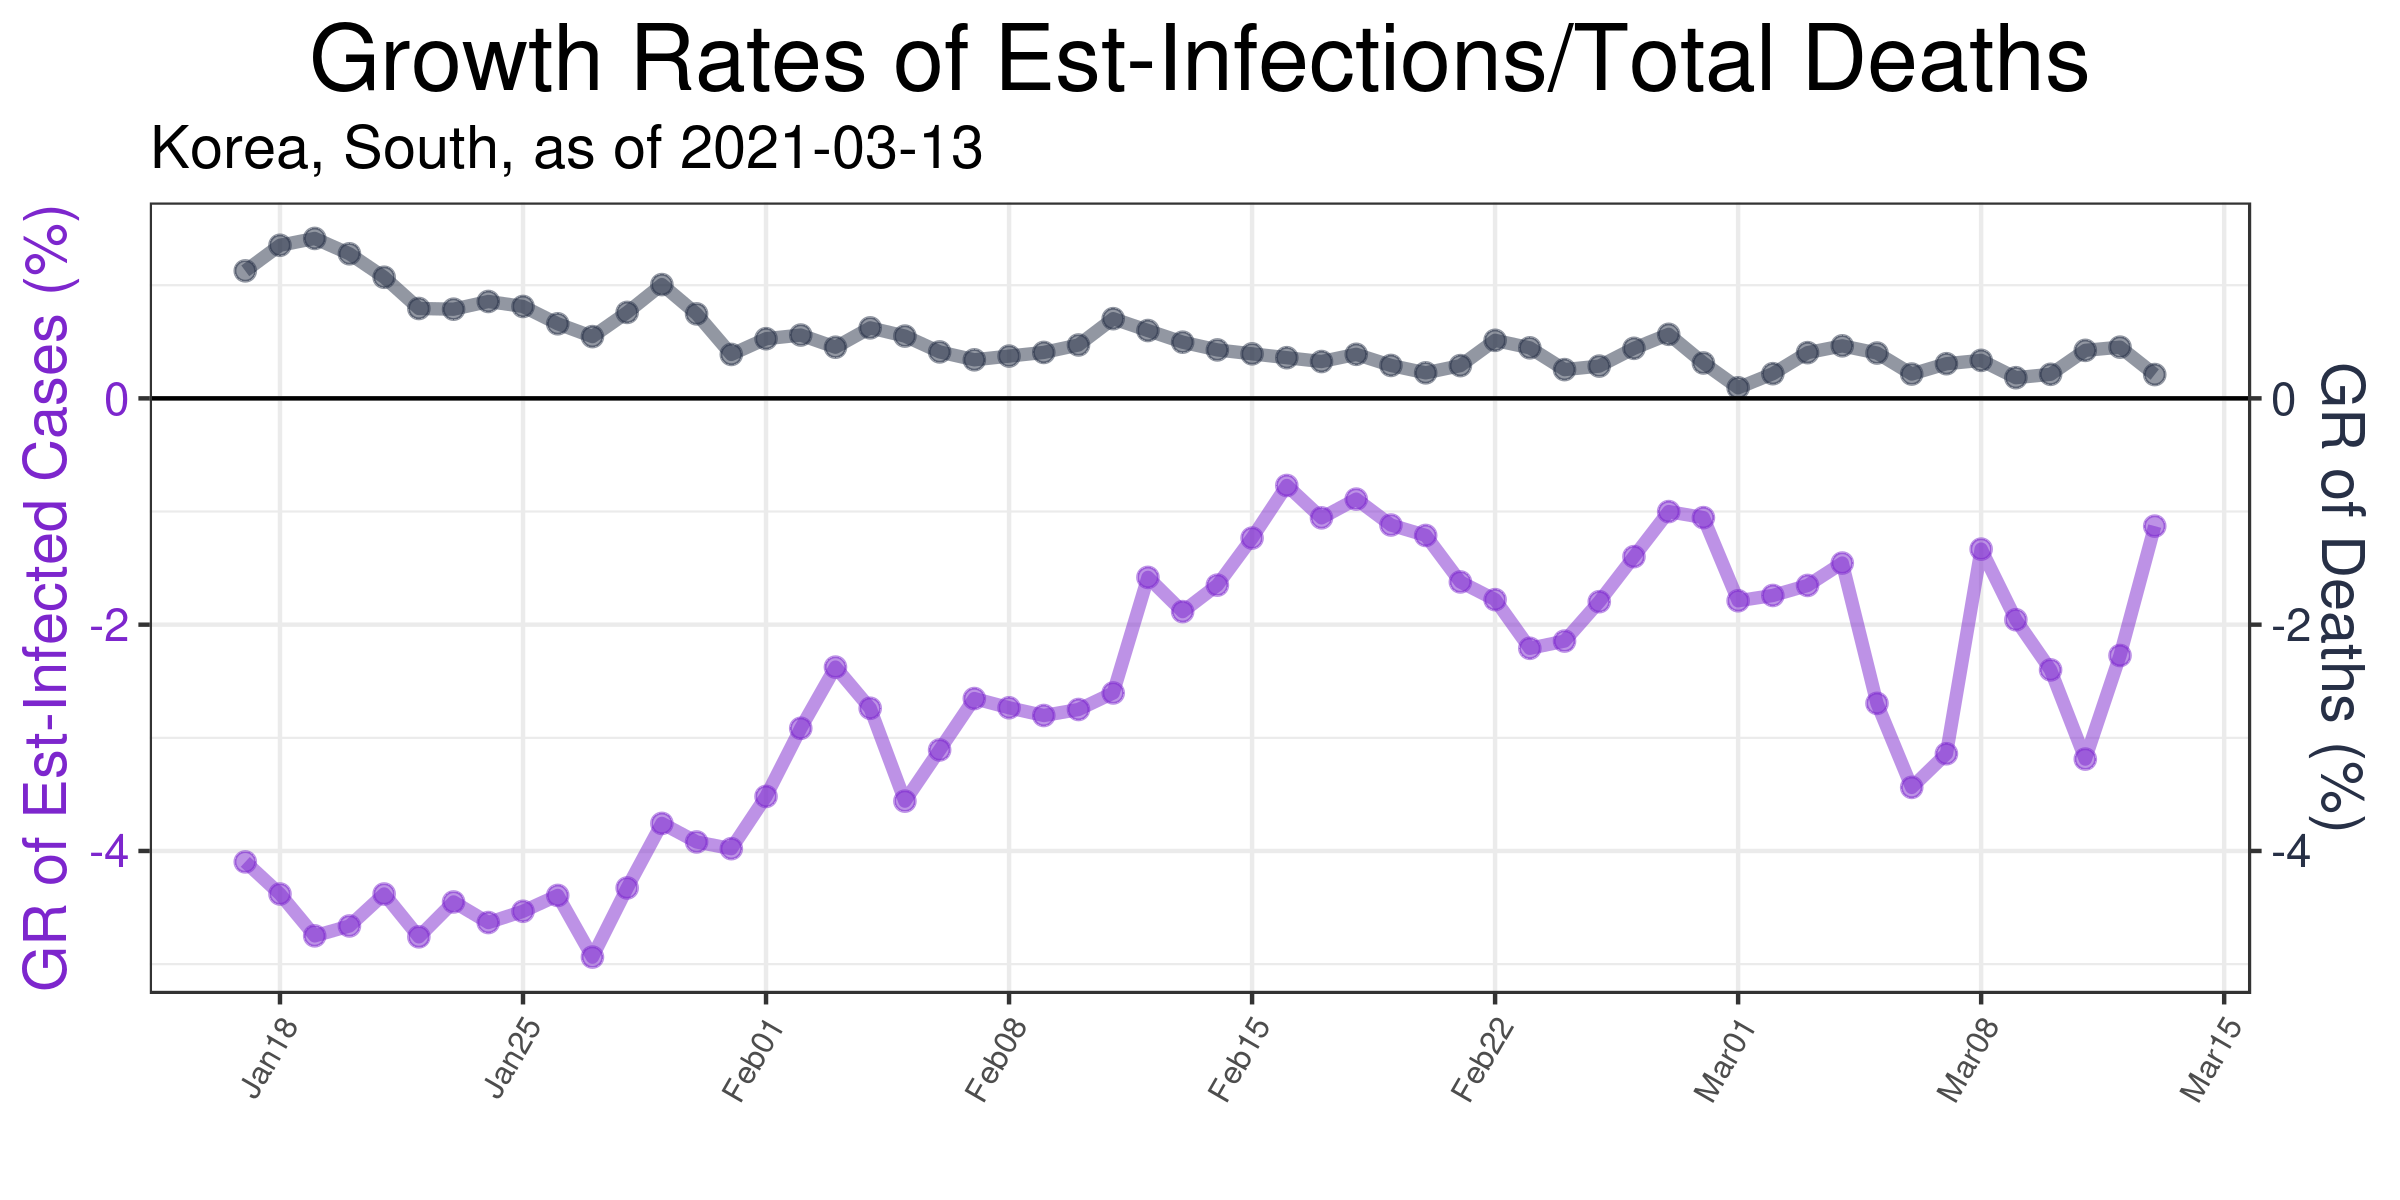 Growth Rates of Est-Infections/Total Deaths
Korea, South, as of 2021-03-13
GR of Est-Infected Cases (%)
0
-2
-4
0
-2
-4
GR of Deaths (%)
Jan18
Jan25
Feb01
Feb08
Feb15
Feb22
Mar01
Mar08
Mar15